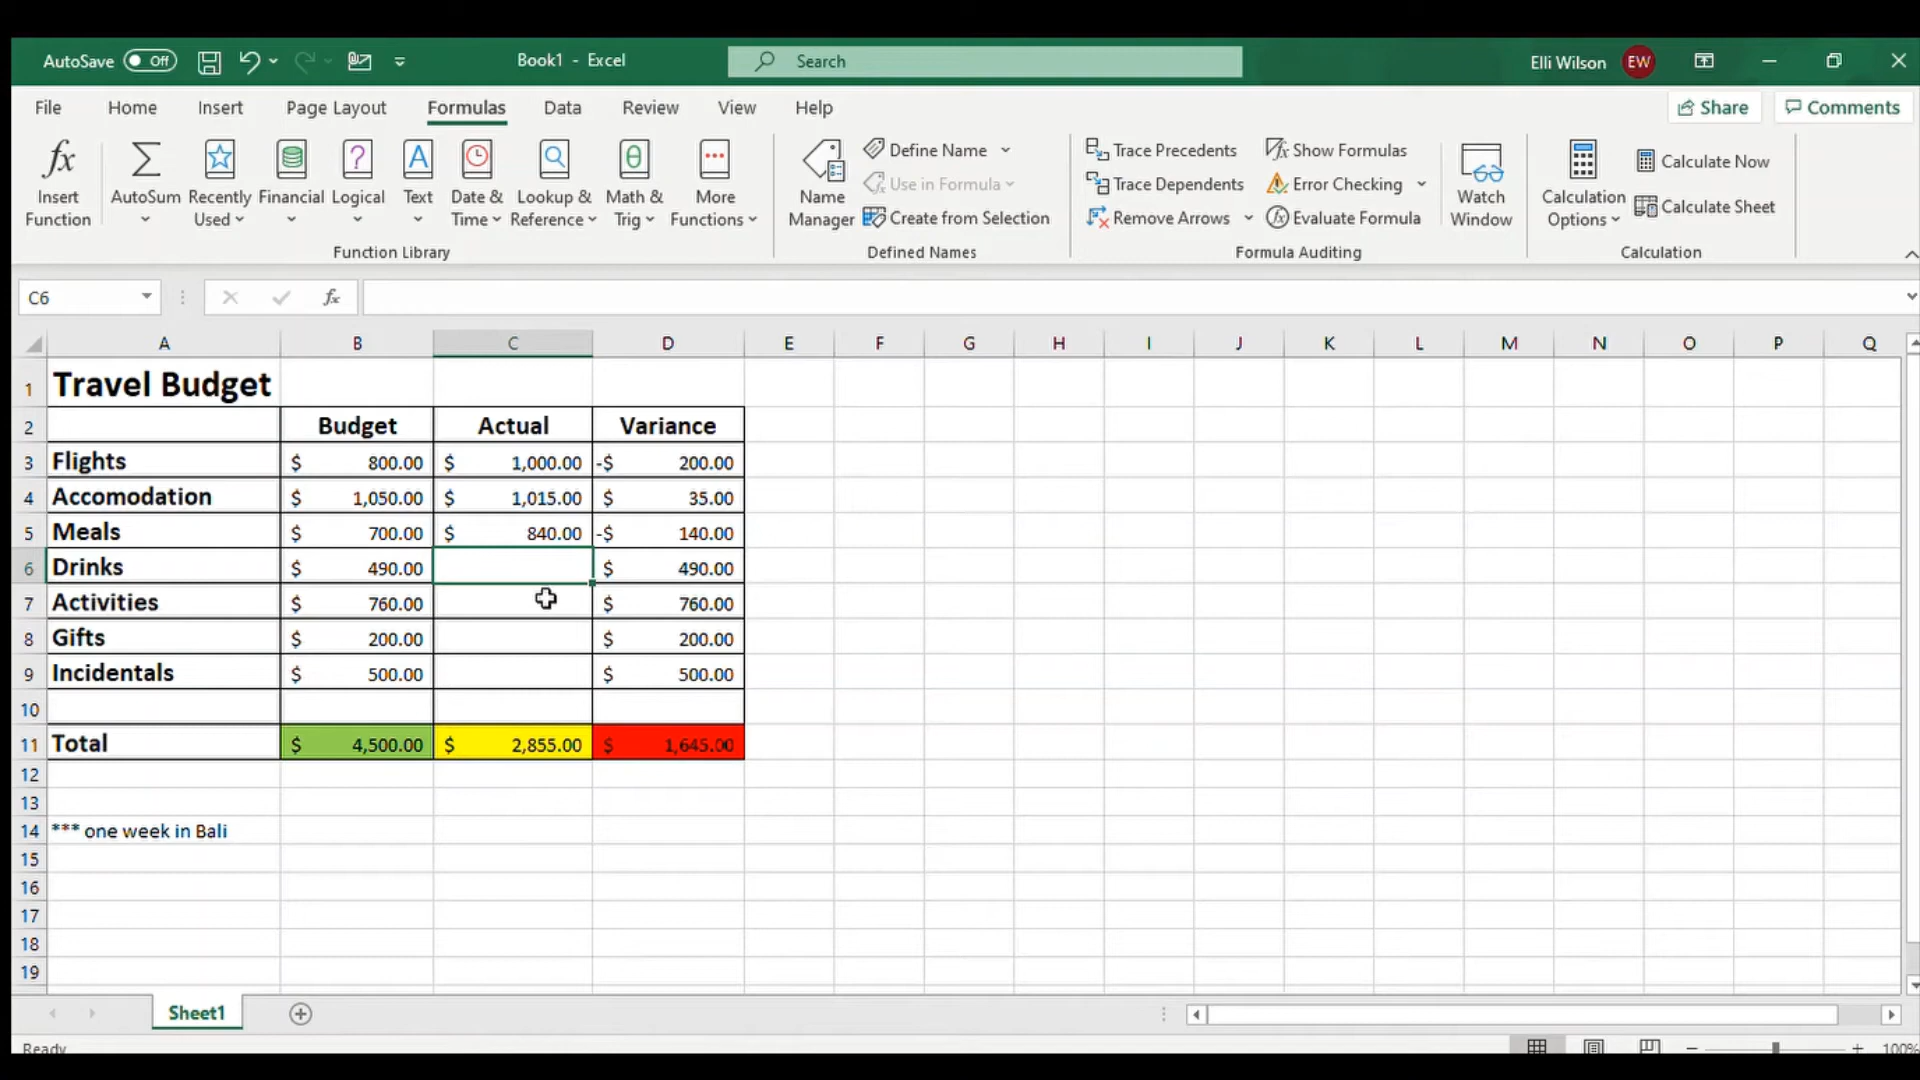 AutoSave Off Book1 - Excel Search Elli Wilson EW
File Home Insert Page Layout Formulas Data Review View Help Share Comments
fx Insert Function
AutoSum
Recently Used
Financial
Logical
Text
Date & Time
Lookup & Reference
Math & Trig
More Functions
Function Library
Name Manager
Define Name
Use in Formula
Create from Selection
Defined Names
Trace Precedents
Trace Dependents
Remove Arrows
Show Formulas
Error Checking
Evaluate Formula
Formula Auditing
Watch Window
Calculation Options
Calculate Now
Calculate Sheet
Calculation
C6 fx
A B C D E F G H I J K L M N O P Q
1 Travel Budget
2 Budget Actual Variance
3 Flights $ 800.00 $ 1,000.00 -$ 200.00
4 Accomodation $ 1,050.00 $ 1,015.00 $ 35.00
5 Meals $ 700.00 $ 840.00 -$ 140.00
6 Drinks $ 490.00 $ 490.00
7 Activities $ 760.00 $ 760.00
8 Gifts $ 200.00 $ 200.00
9 Incidentals $ 500.00 $ 500.00
10
11 Total $ 4,500.00 $ 2,855.00 $ 1,645.00
12
13
14 *** one week in Bali
15
16
17
18
19
Sheet1
Ready 100%